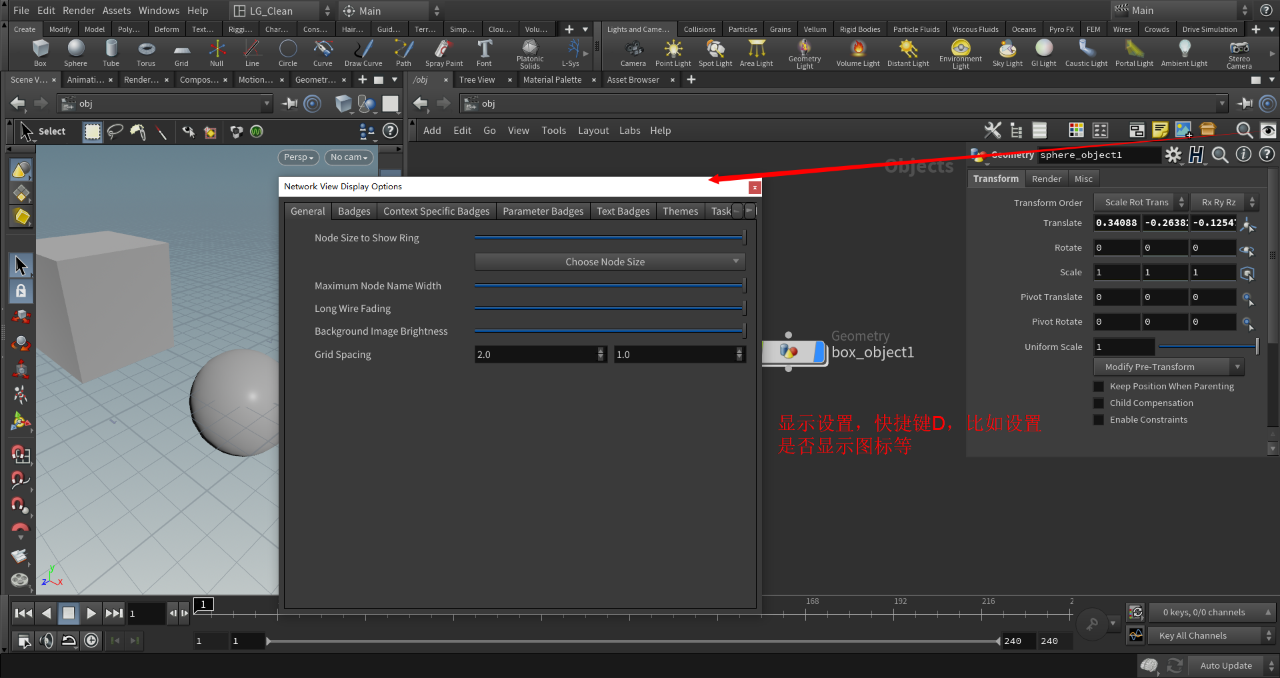 File Edit Render Assets Windows Help LG_Clean Main Main
Create Modify Model Poly... Deform Text... Riggi... Char... Cons... Hair... Guid... Terr... Simp... Clou... Volu... Lights and Came... Collisions Particles Grains Vellum Rigid Bodies Particle Fluids Viscous Fluids Oceans Pyro FX FEM Wires Crowds Drive Simulation
Box Sphere Tube Torus Grid Null Line Circle Curve Draw Curve Path Spray Paint Font Platonic Solids L-Sys Camera Point Light Spot Light Area Light Geometry Light Volume Light Distant Light Environment Light Sky Light GI Light Caustic Light Portal Light Ambient Light Stereo Camera
Scene V... Animati... Render... Compos... Motion... Geometr... /obj Tree View Material Palette Asset Browser
obj obj
Select Add Edit Go View Tools Layout Labs Help
Persp No cam Objects Geometry sphere_object1
Network View Display Options
Transform Render Misc
General Badges Context Specific Badges Parameter Badges Text Badges Themes Task
Transform Order Scale Rot Trans Rx Ry Rz
Translate 0.34088 -0.2638 -0.1254
Node Size to Show Ring
Rotate 0 0 0
Choose Node Size
Scale 1 1 1
Maximum Node Name Width
Pivot Translate 0 0 0
Long Wire Fading
Pivot Rotate 0 0 0
Background Image Brightness
Geometry
Uniform Scale 1
Grid Spacing 2.0 1.0
box_object1
Modify Pre-Transform
Keep Position When Parenting
Child Compensation
Enable Constraints
显示设置，快捷键D，比如设置
是否显示图标等
z y x
1 1 168 192 216 2
0 keys, 0/0 channels
1 1 240 240
Key All Channels
Auto Update